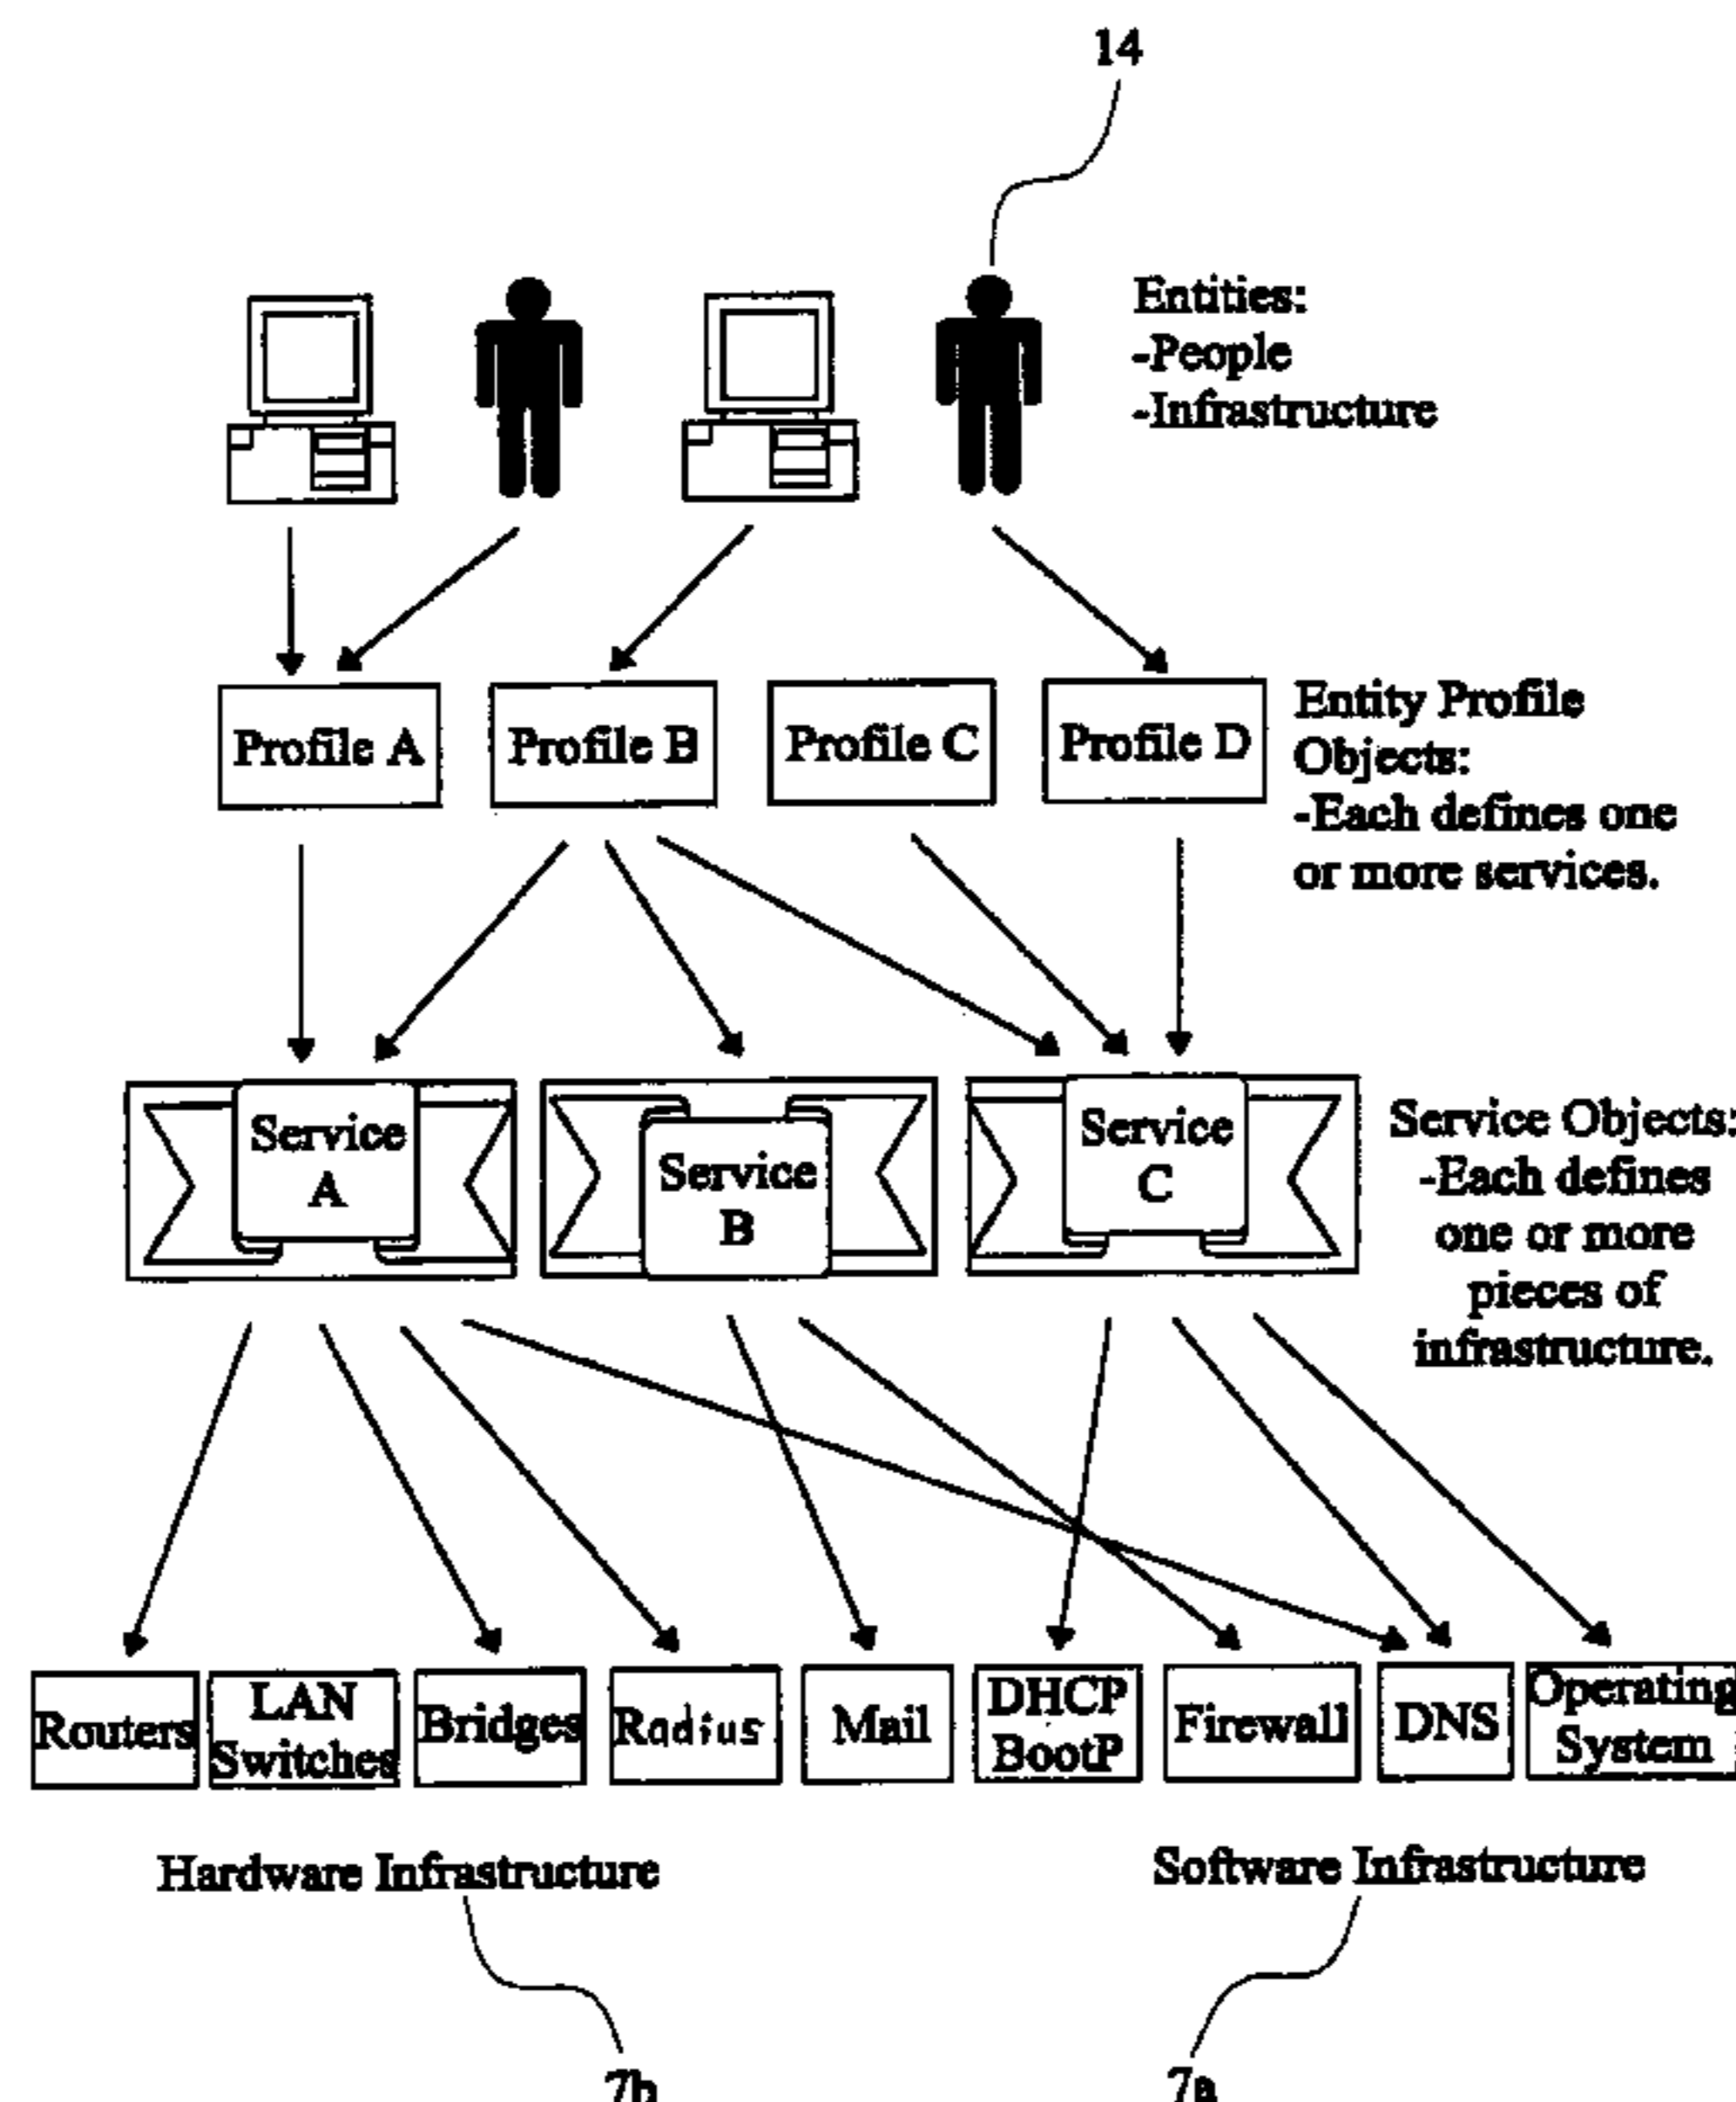 14
Entities:
-People
-Infrastructure
Profile A
Profile B
Profile C
Profile D
Entity Profile
Objects:
-Each defines one
or more services.
Service
A
Service
B
Service
C
Service Objects:
-Each defines
one or more
pieces of
infrastructure.
Routers
LAN
Switches
Bridges
Radius
Mail
DHCP
BootP
Firewall
DNS
Operating
System
Hardware Infrastructure
Software Infrastructure
7b
7a